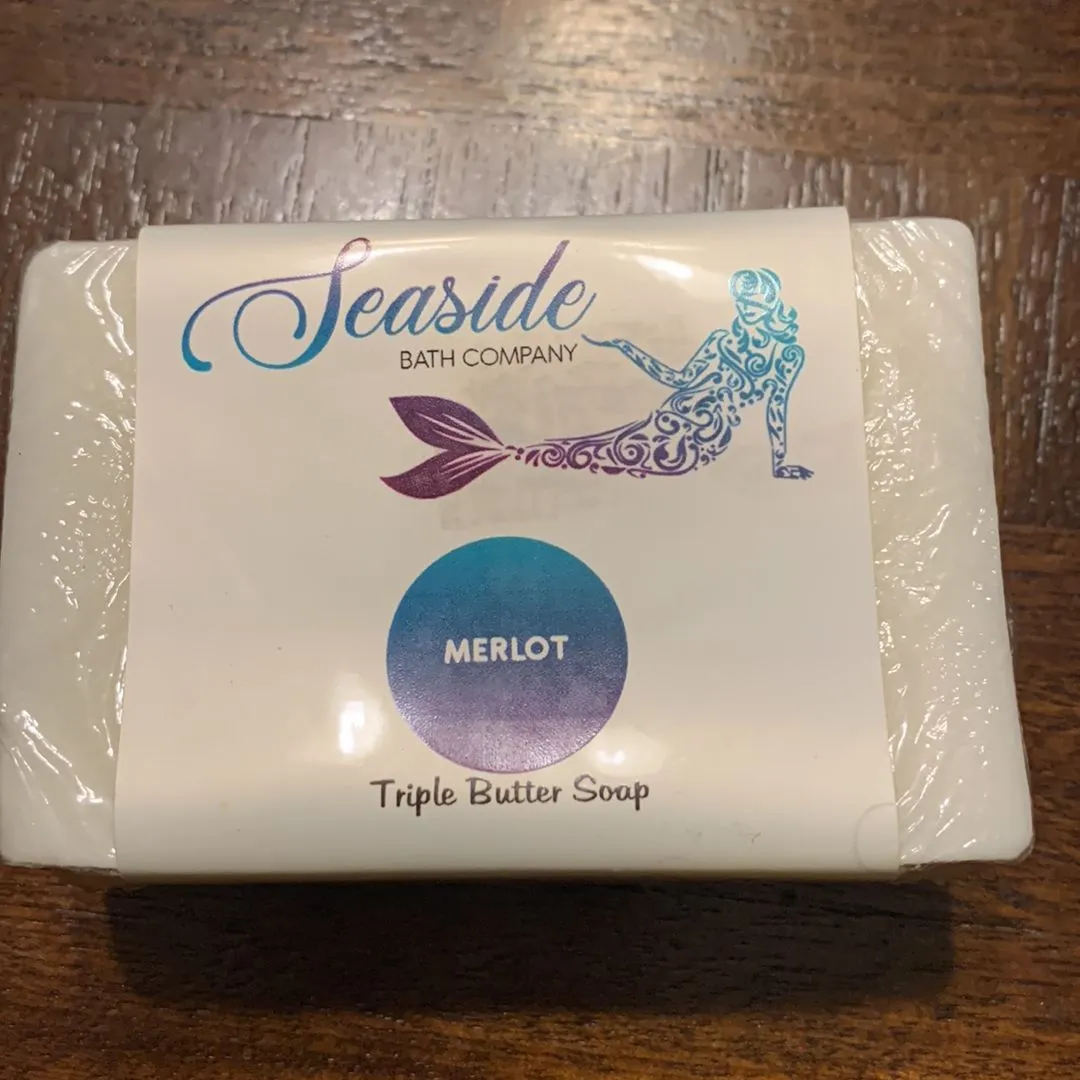 Seaside
BATH COMPANY
MERLOT
Triple Butter Soap